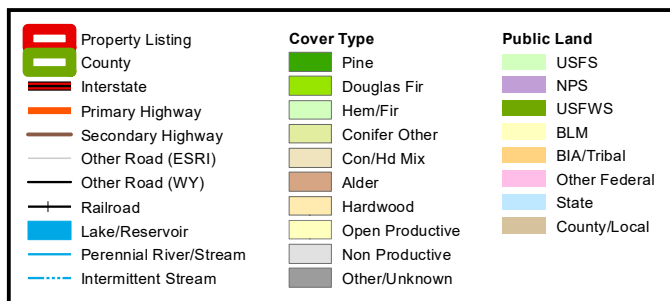 Property Listing
County
Interstate
Primary Highway
Secondary Highway
Other Road (ESRI)
Other Road (WY)
Railroad
Lake/Reservoir
Perennial River/Stream
Intermittent Stream
Cover Type
Pine
Douglas Fir
Hem/Fir
Conifer Other
Con/Hd Mix
Alder
Hardwood
Open Productive
Non Productive
Other/Unknown
Public Land
USFS
NPS
USFWS
BLM
BIA/Tribal
Other Federal
State
County/Local